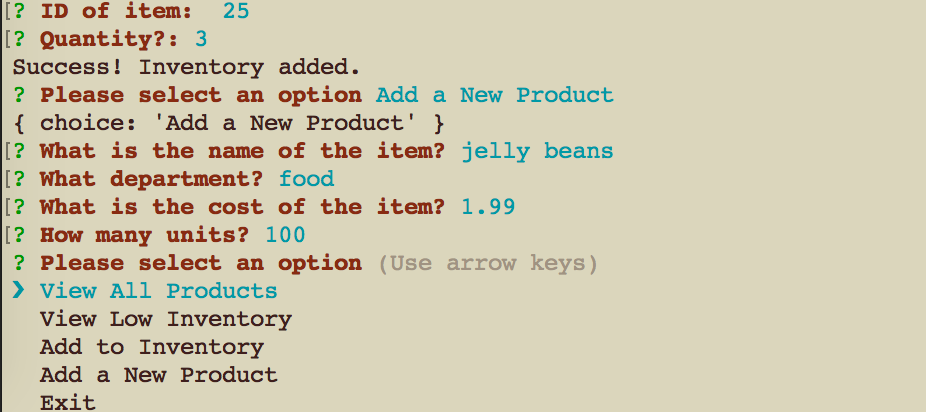 [? ID of item:  25
[? Quantity?: 3
Success! Inventory added.
? Please select an option Add a New Product
{ choice: 'Add a New Product' }
[? What is the name of the item? jelly beans
[? What department? food
[? What is the cost of the item? 1.99
[? How many units? 100
? Please select an option (Use arrow keys)
❯ View All Products
View Low Inventory
Add to Inventory
Add a New Product
Exit